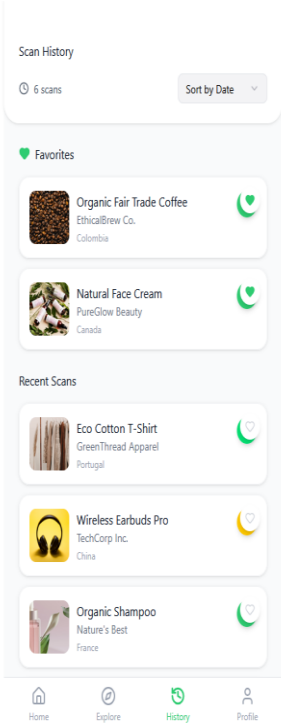 Scan History
6 scans
Sort by Date
Favorites
Organic Fair Trade Coffee
EthicalBrew Co.
Colombia
Natural Face Cream
PureGlow Beauty
Canada
Recent Scans
Eco Cotton T-Shirt
GreenThread Apparel
Portugal
Wireless Earbuds Pro
TechCorp Inc.
China
Organic Shampoo
Nature's Best
France
Home
Explore
History
Profile